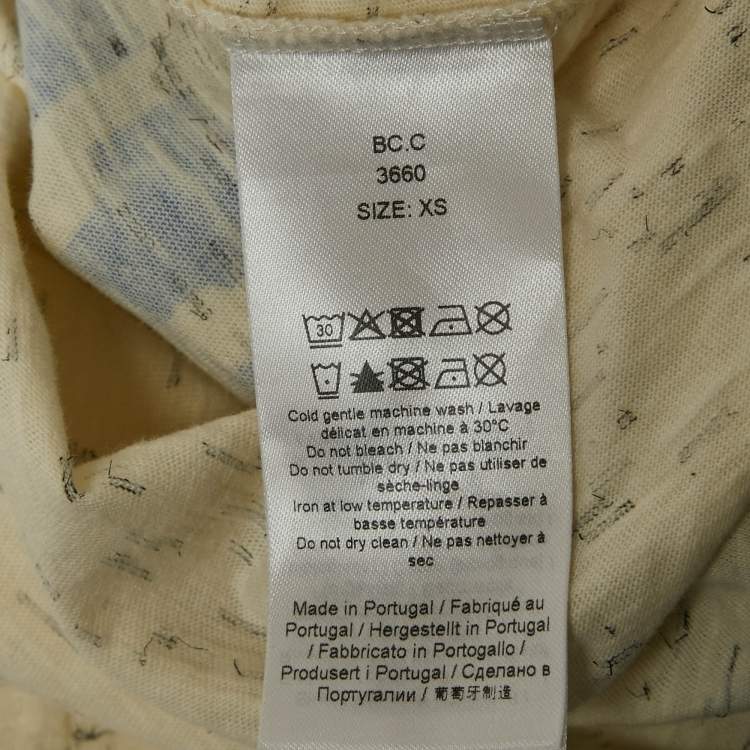 BC.C
3660
SIZE: XS
30
Cold gentle machine wash / Lavage
délicat en machine à 30°C
Do not bleach / Ne pas blanchir
Do not tumble dry / Ne pas utiliser de
sèche-linge
Iron at low temperature / Repasser à
basse température
Do not dry clean / Ne pas nettoyer à
sec
Made in Portugal / Fabriqué au
Portugal / Hergestellt in Portugal
/ Fabbricato in Portogallo /
Produsert i Portugal / Сделано в
Португалии / 葡萄牙制造